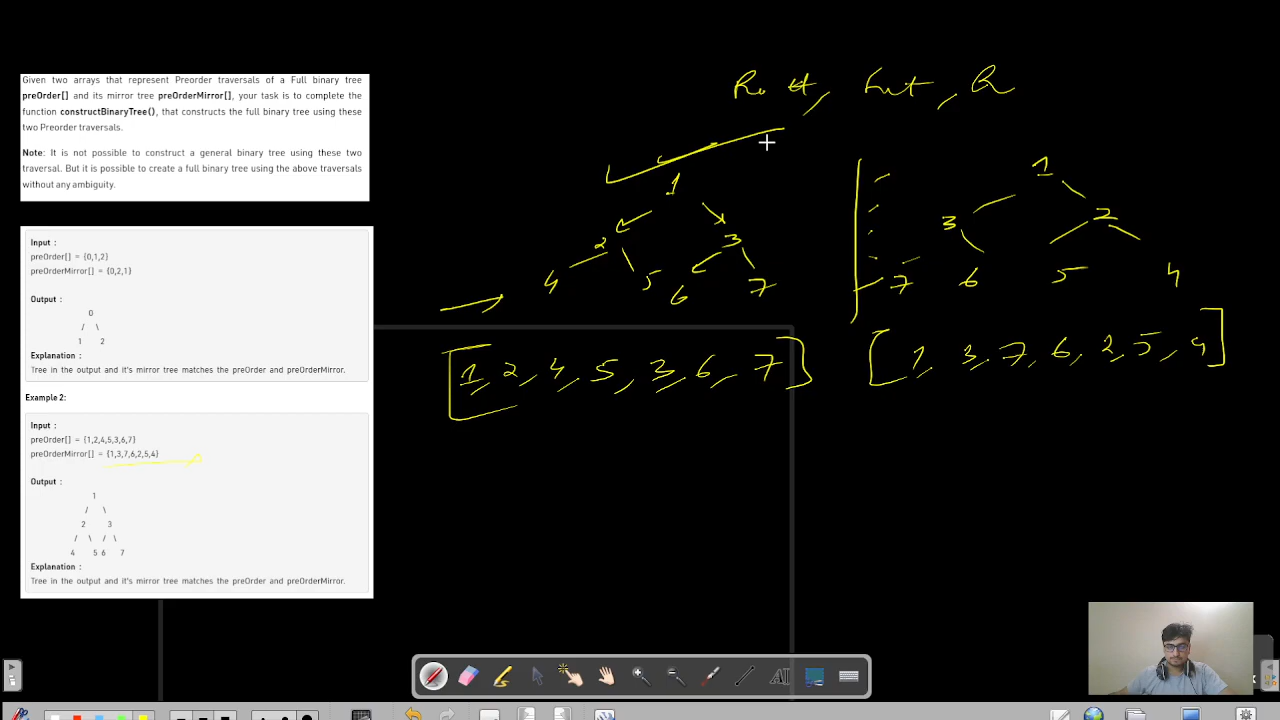 Given two arrays that represent Preorder traversals of a Full binary tree
preOrder[] and its mirror tree preOrderMirror[], your task is to complete the
function constructBinaryTree(), that constructs the full binary tree using these
two Preorder traversals.
Note: It is not possible to construct a general binary tree using these two
traversal. But it is possible to create a full binary tree using the above traversals
without any ambiguity.
Input :
preOrder[] = {0,1,2}
preOrderMirror[] = {0,2,1}
Output :
0
/ \
1 2
Explanation :
Tree in the output and it's mirror tree matches the preOrder and preOrderMirror.
Example 2:
Input :
preOrder[] = {1,2,4,5,3,6,7}
preOrderMirror[] = {1,3,7,6,2,5,4}
Output :
1
/ \
2 3
/ \ / \
4 5 6 7
Explanation :
Tree in the output and it's mirror tree matches the preOrder and preOrderMirror.
Root, Left, R
1
2 3
4 5 6 7
[1, 2, 4, 5, 3, 6, 7]
1
3 2
7 6 5 4
[1, 3, 7, 6, 2, 5, 4]